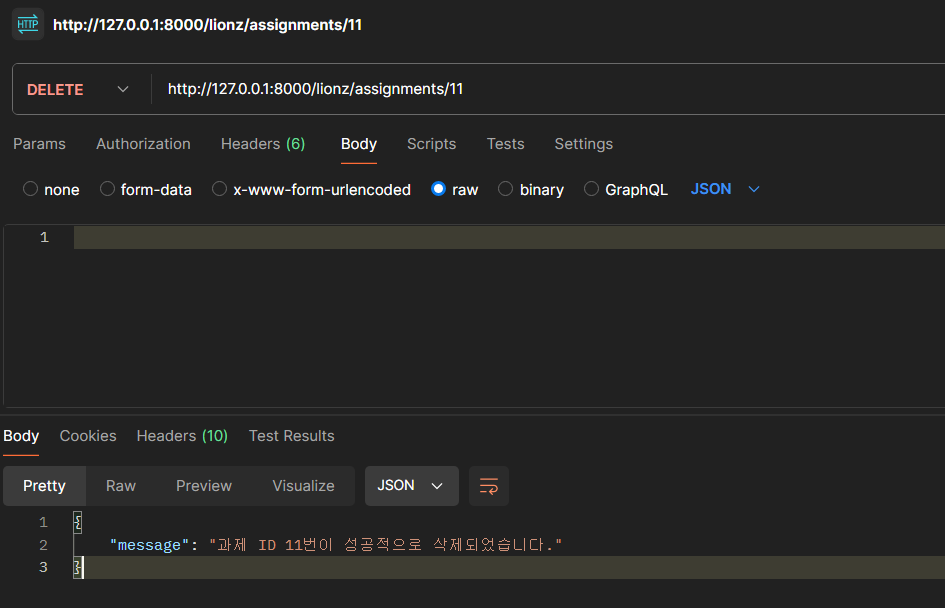 HTTP http://127.0.0.1:8000/lionz/assignments/11
DELETE http://127.0.0.1:8000/lionz/assignments/11
Params Authorization Headers (6) Body Scripts Tests Settings
none form-data x-www-form-urlencoded raw binary GraphQL JSON
1
Body Cookies Headers (10) Test Results
Pretty Raw Preview Visualize JSON
1 {
2 "message": "과제 ID 11번이 성공적으로 삭제되었습니다."
3 }